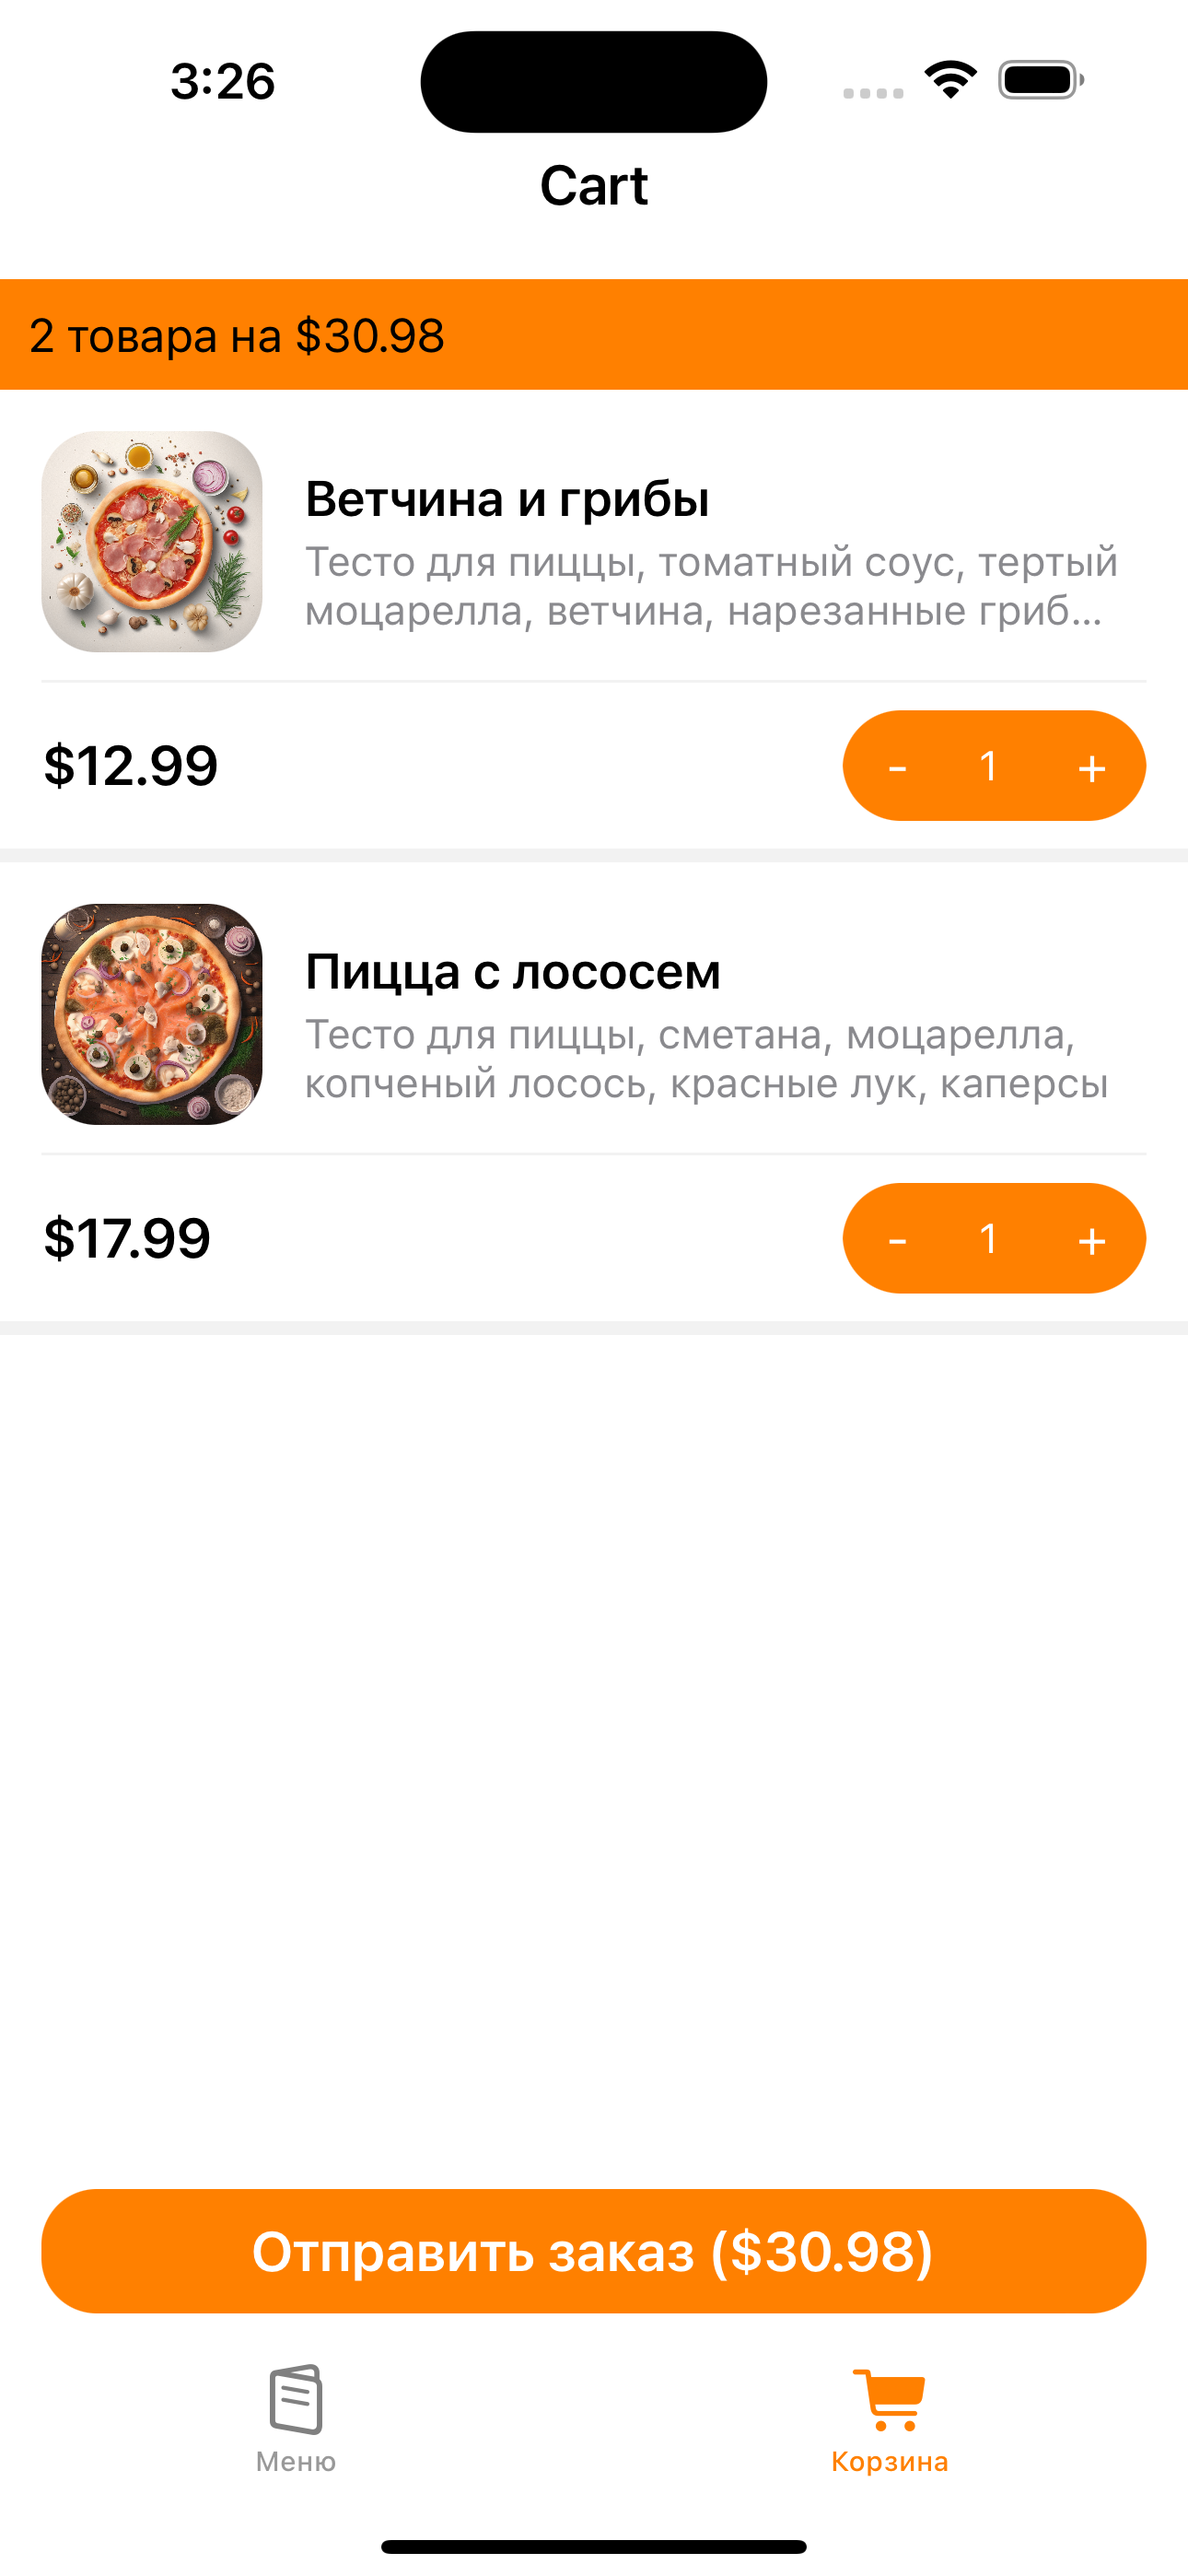 3:26
Cart
2 товара на $30.98
Ветчина и грибы
Тесто для пиццы, томатный соус, тертый
моцарелла, ветчина, нарезанные гриб...
$12.99
- 1 +
Пицца с лососем
Тесто для пиццы, сметана, моцарелла,
копченый лосось, красные лук, каперсы
$17.99
- 1 +
Отправить заказ ($30.98)
Меню
Корзина